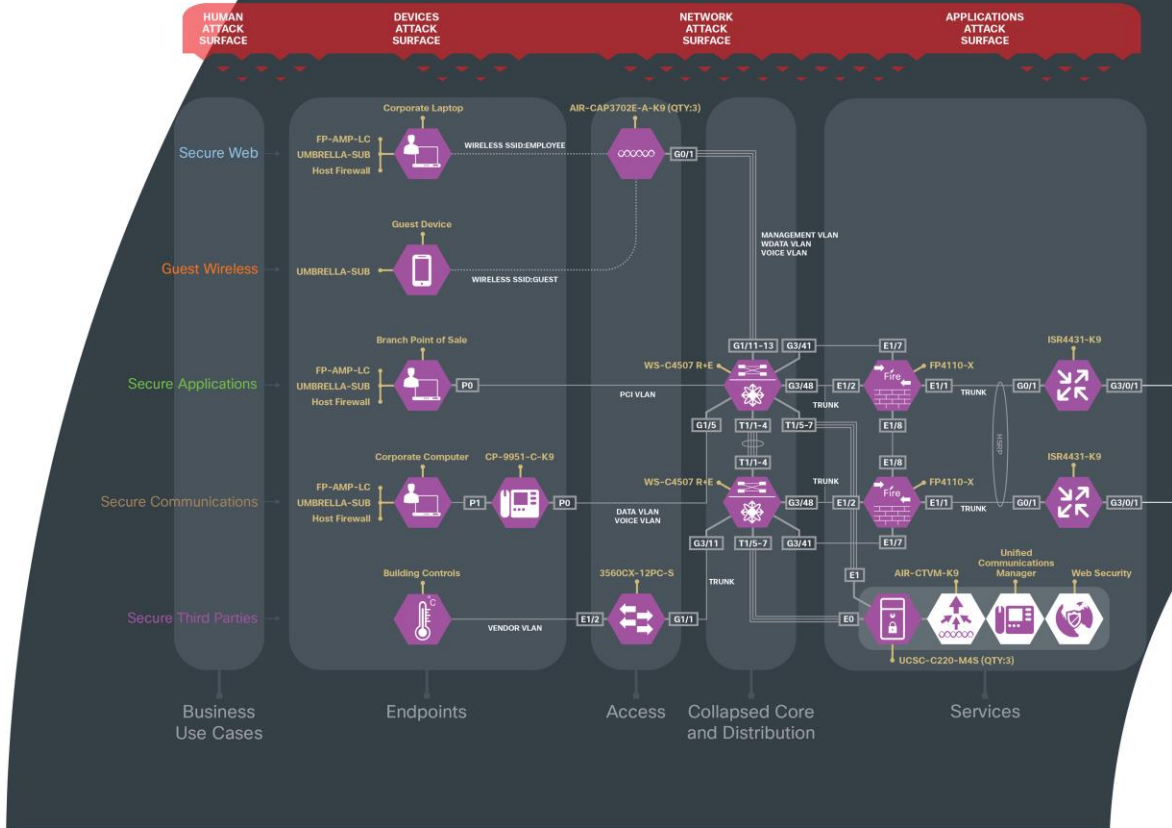 HUMAN
ATTACK
SURFACE
DEVICES
ATTACK
SURFACE
NETWORK
ATTACK
SURFACE
APPLICATIONS
ATTACK
SURFACE
Secure Web
FP-AMP-LC
UMBRELLA-SUB
Host Firewall
Corporate Laptop
WIRELESS SSID:EMPLOYEE
AIR-CAP3702E-A-K9 (QTY:3)
G0/1
MANAGEMENT VLAN
WDATA VLAN
VOICE VLAN
Guest Wireless
UMBRELLA-SUB
Guest Device
WIRELESS SSID:GUEST
Secure Applications
FP-AMP-LC
UMBRELLA-SUB
Host Firewall
Branch Point of Sale
P0
PCI VLAN
WS-C4507 R+E
G1/11-13
G3/41
G3/48
G1/5
T1/1-4
T1/5-7
TRUNK
E1/7
E1/2
Fire
FP4110-X
E1/1
E1/8
TRUNK
HSRP
G0/1
ISR4431-K9
G3/0/1
Secure Communications
FP-AMP-LC
UMBRELLA-SUB
Host Firewall
Corporate Computer
P1
CP-9951-C-K9
P0
DATA VLAN
VOICE VLAN
WS-C4507 R+E
T1/1-4
G3/48
G3/11
T1/5-7
G3/41
TRUNK
E1/8
E1/2
Fire
FP4110-X
E1/1
E1/7
TRUNK
G0/1
ISR4431-K9
G3/0/1
Secure Third Parties
Building Controls
°C
VENDOR VLAN
E1/2
3560CX-12PC-S
G1/1
TRUNK
E1
E0
UCSC-C220-M4S (QTY:3)
AIR-CTVM-K9
Unified
Communications
Manager
Web Security
Business
Use Cases
Endpoints
Access
Collapsed Core
and Distribution
Services